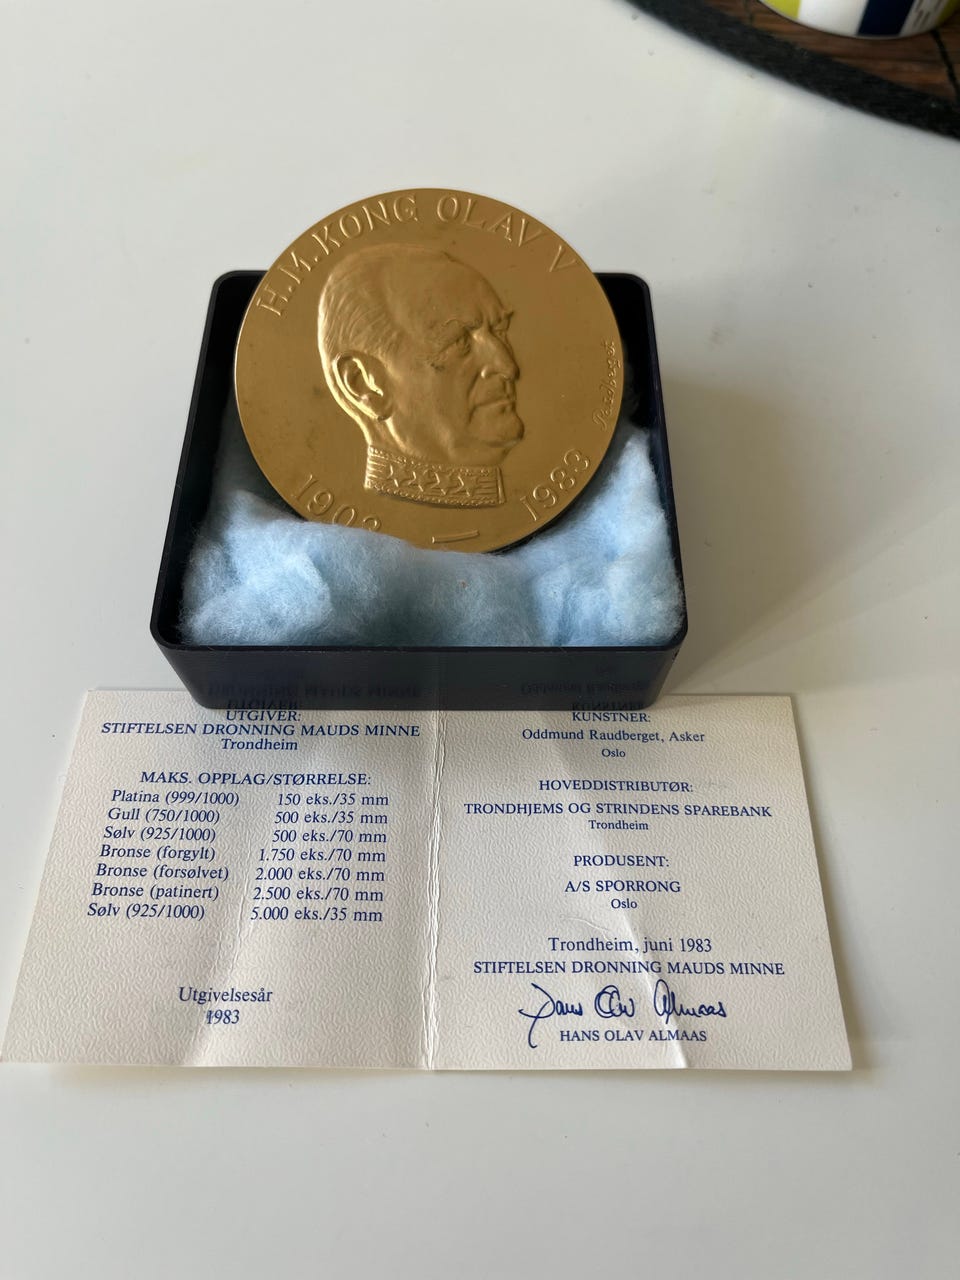 H.M. KONG OLAV V
Raudberget
1903 — 1983
UTGIVER:
STIFTELSEN DRONNING MAUDS MINNE
Trondheim
MAKS. OPPLAG/STØRRELSE:
Platina (999/1000) 150 eks./35 mm
Gull (750/1000) 500 eks./35 mm
Sølv (925/1000) 500 eks./70 mm
Bronse (forgylt) 1.750 eks./70 mm
Bronse (forsølvet) 2.000 eks./70 mm
Bronse (patinert) 2.500 eks./70 mm
Sølv (925/1000) 5.000 eks./35 mm
Utgivelsesår
1983
KUNSTNER:
Oddmund Raudberget, Asker
Oslo
HOVEDDISTRIBUTØR:
TRONDHJEMS OG STRINDENS SPAREBANK
Trondheim
PRODUSENT:
A/S SPORRONG
Oslo
Trondheim, juni 1983
STIFTELSEN DRONNING MAUDS MINNE
Hans Olav Almaas
HANS OLAV ALMAAS